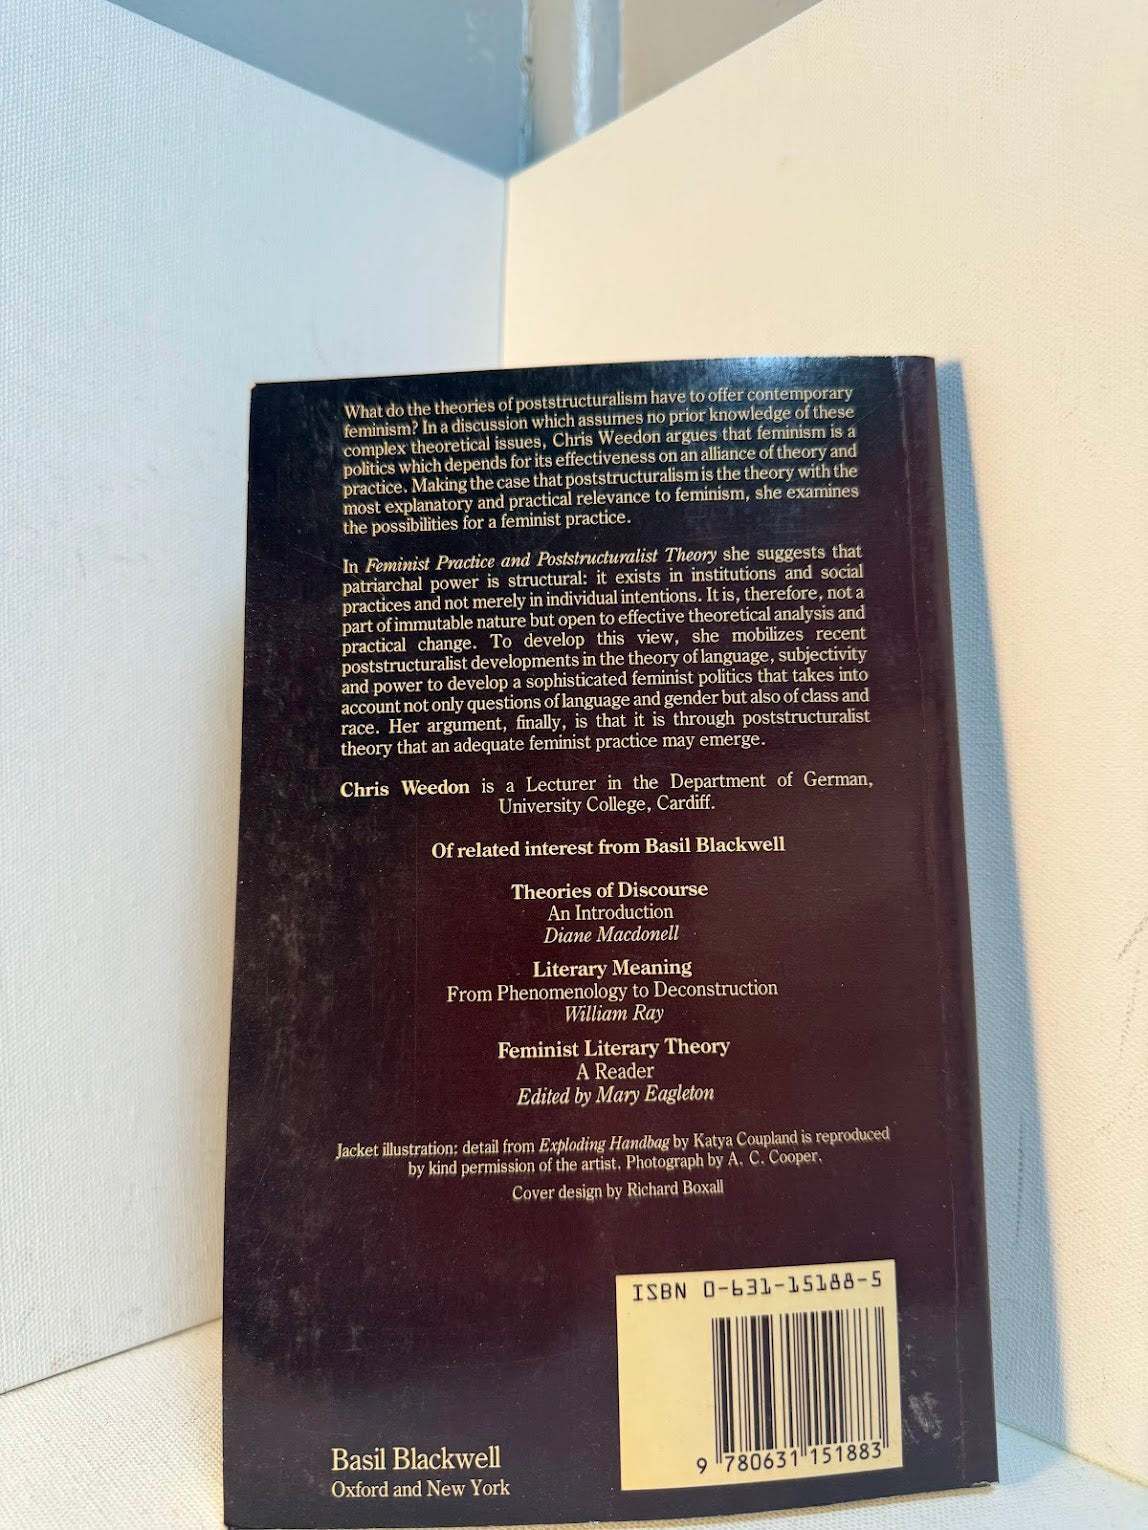 What do the theories of poststructuralism have to offer contemporary
feminism? In a discussion which assumes no prior knowledge of these
complex theoretical issues, Chris Weedon argues that feminism is a
politics which depends for its effectiveness on an alliance of theory and
practice. Making the case that poststructuralism is the theory with the
most explanatory and practical relevance to feminism, she examines
the possibilities for a feminist practice.
In Feminist Practice and Poststructuralist Theory she suggests that
patriarchal power is structural: it exists in institutions and social
practices and not merely in individual intentions. It is, therefore, not a
part of immutable nature but open to effective theoretical analysis and
practical change. To develop this view, she mobilizes recent
poststructuralist developments in the theory of language, subjectivity
and power to develop a sophisticated feminist politics that takes into
account not only questions of language and gender but also of class and
race. Her argument, finally, is that it is through poststructuralist
theory that an adequate feminist practice may emerge.
Chris Weedon is a Lecturer in the Department of German,
University College, Cardiff.
Of related interest from Basil Blackwell
Theories of Discourse
An Introduction
Diane Macdonell
Literary Meaning
From Phenomenology to Deconstruction
William Ray
Feminist Literary Theory
A Reader
Edited by Mary Eagleton
Jacket illustration: detail from Exploding Handbag by Katya Coupland is reproduced
by kind permission of the artist. Photograph by A. C. Cooper.
Cover design by Richard Boxall
ISBN 0-631-15188-5
9 780631 151883
Basil Blackwell
Oxford and New York